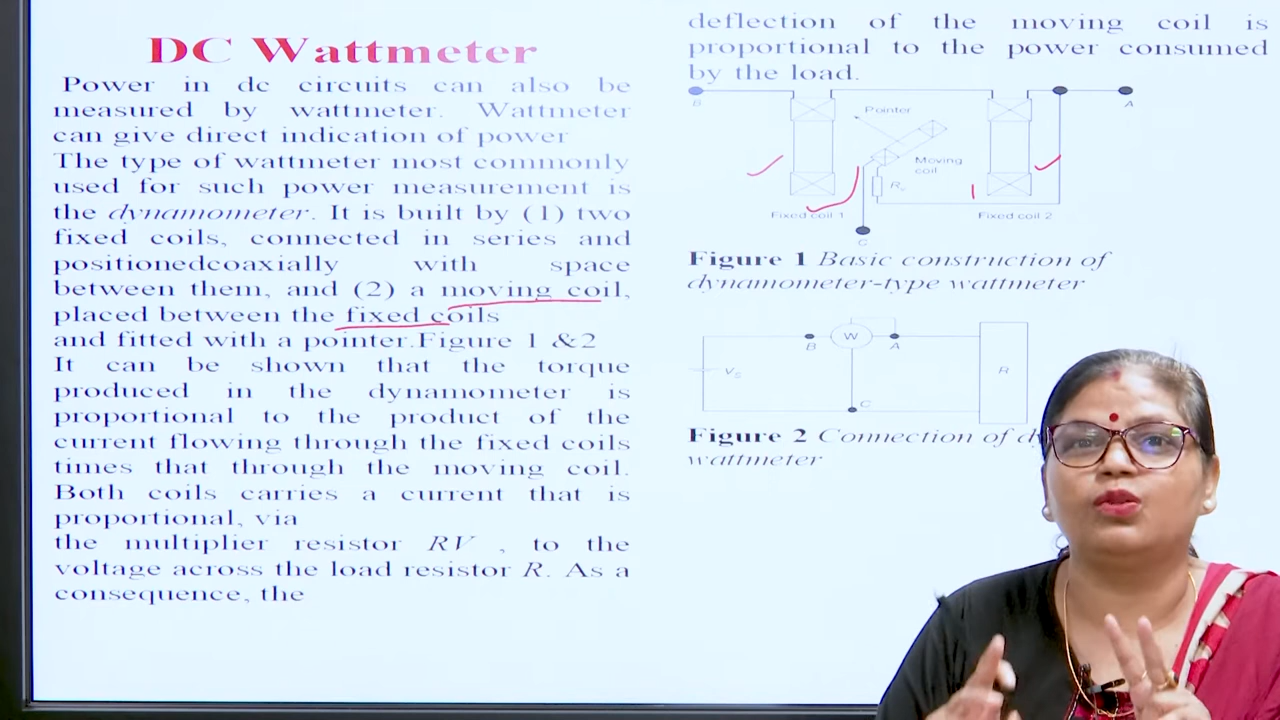 DC Wattmeter
Power in dc circuits can also be
measured by wattmeter. Wattmeter
can give direct indication of power
The type of wattmeter most commonly
used for such power measurement is
the dynamometer. It is built by (1) two
fixed coils, connected in series and
positionedcoaxially with space
between them, and (2) a moving coil,
placed between the fixed coils
and fitted with a pointer.Figure 1 &2
It can be shown that the torque
produced in the dynamometer is
proportional to the product of the
current flowing through the fixed coils
times that through the moving coil.
Both coils carries a current that is
proportional, via
the multiplier resistor RV , to the
voltage across the load resistor R. As a
consequence, the
deflection of the moving coil is
proportional to the power consumed
by the load.
B
A
Pointer
Moving
coil
Fixed coil 1
Fixed coil 2
C
Figure 1 Basic construction of
dynamometer-type wattmeter
W
B
A
VS
R
C
Figure 2 Connection of
wattmeter